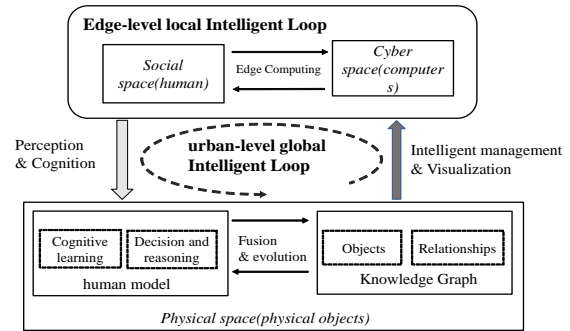 Edge-level local Intelligent Loop
Social
space(human)
Edge Computing
Cyber
space(computer
s)
Perception
& Cognition
urban-level global
Intelligent Loop
Intelligent management
& Visualization
Cognitive
learning
Decision and
reasoning
human model
Fusion
& evolution
Objects
Relationships
Knowledge Graph
Physical space(physical objects)